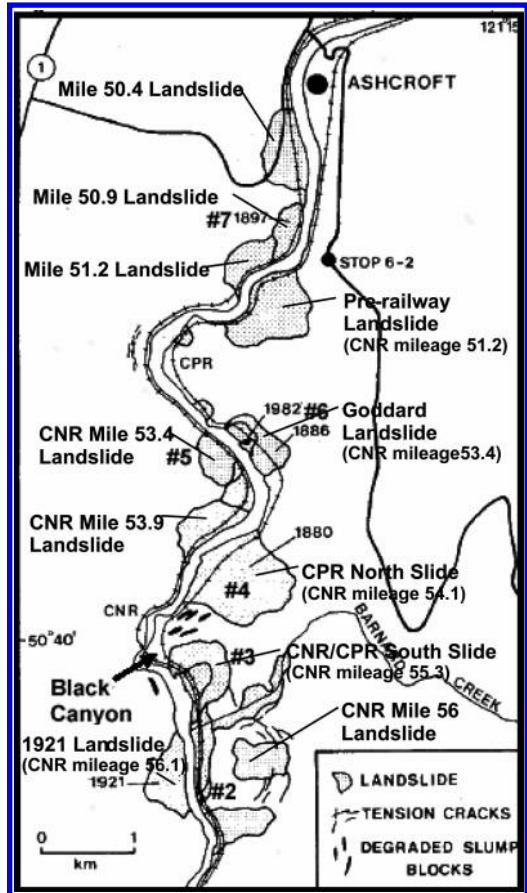 121°15'
1
ASHCROFT
Mile 50.4 Landslide
Mile 50.9 Landslide
#7 1897
Mile 51.2 Landslide
STOP 6-2
Pre-railway
Landslide
(CNR mileage 51.2)
CPR
1982 #6
Goddard
Landslide
(CNR mileage53.4)
1886
CNR Mile 53.4
Landslide
#5
CNR Mile 53.9
Landslide
1880
CPR North Slide
(CNR mileage 54.1)
#4
CNR
50°40'
BARNARD
CREEK
#3
CNR/CPR South Slide
(CNR mileage 55.3)
Black
Canyon
CNR Mile 56
Landslide
1921 Landslide
(CNR mileage 56.1)
1921
#2
0 1
km
LANDSLIDE
TENSION CRACKS
DEGRADED SLUMP
BLOCKS